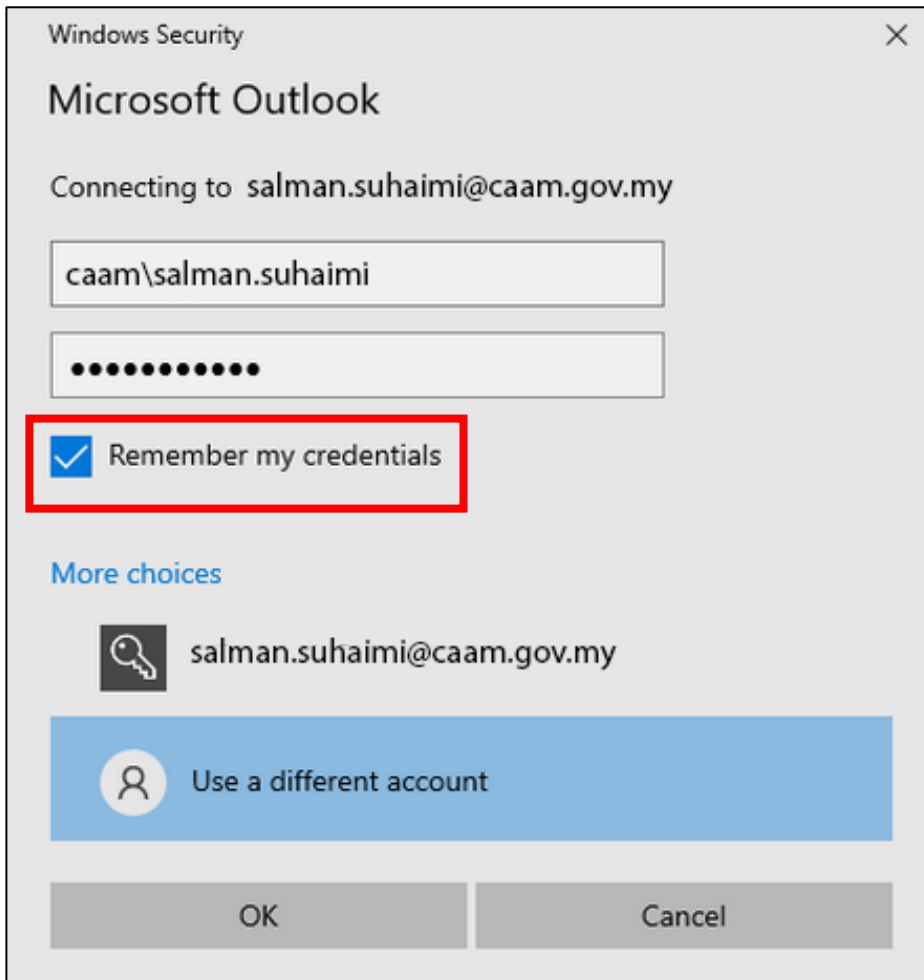 Windows Security
Microsoft Outlook
Connecting to salman.suhaimi@caam.gov.my
caam\salman.suhaimi
•••••••••••
Remember my credentials
More choices
salman.suhaimi@caam.gov.my
Use a different account
OK Cancel